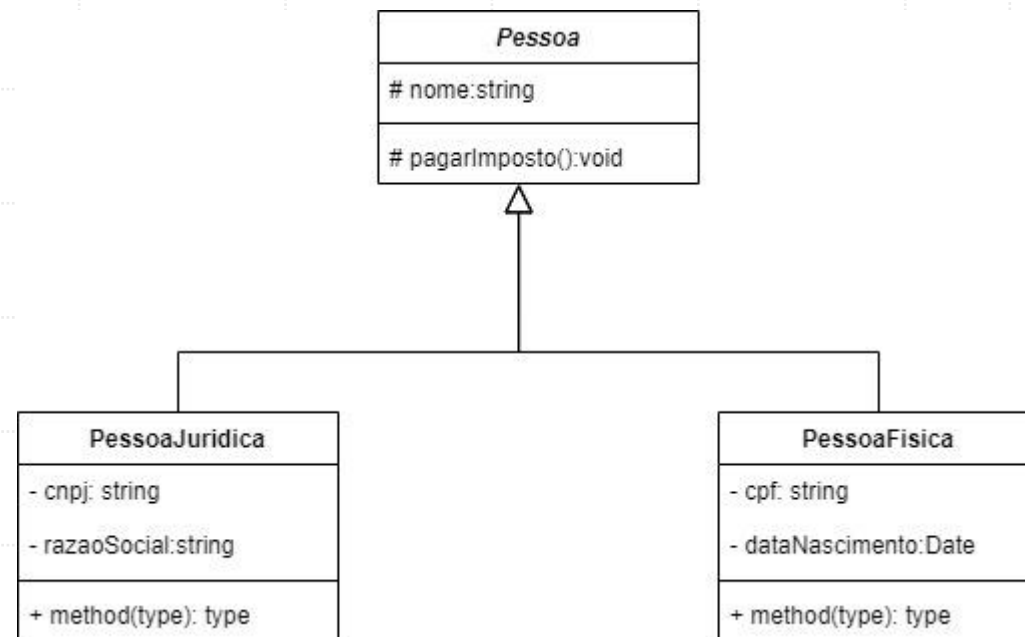 Pessoa
# nome:string
# pagarImposto():void
PessoaJuridica
- cnpj: string
- razaoSocial:string
+ method(type): type
PessoaFisica
- cpf: string
- dataNascimento:Date
+ method(type): type